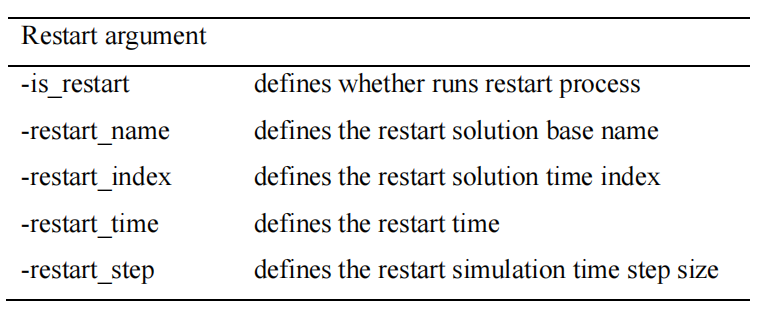 Restart argument
-is_restart defines whether runs restart process
-restart_name defines the restart solution base name
-restart_index defines the restart solution time index
-restart_time defines the restart time
-restart_step defines the restart simulation time step size